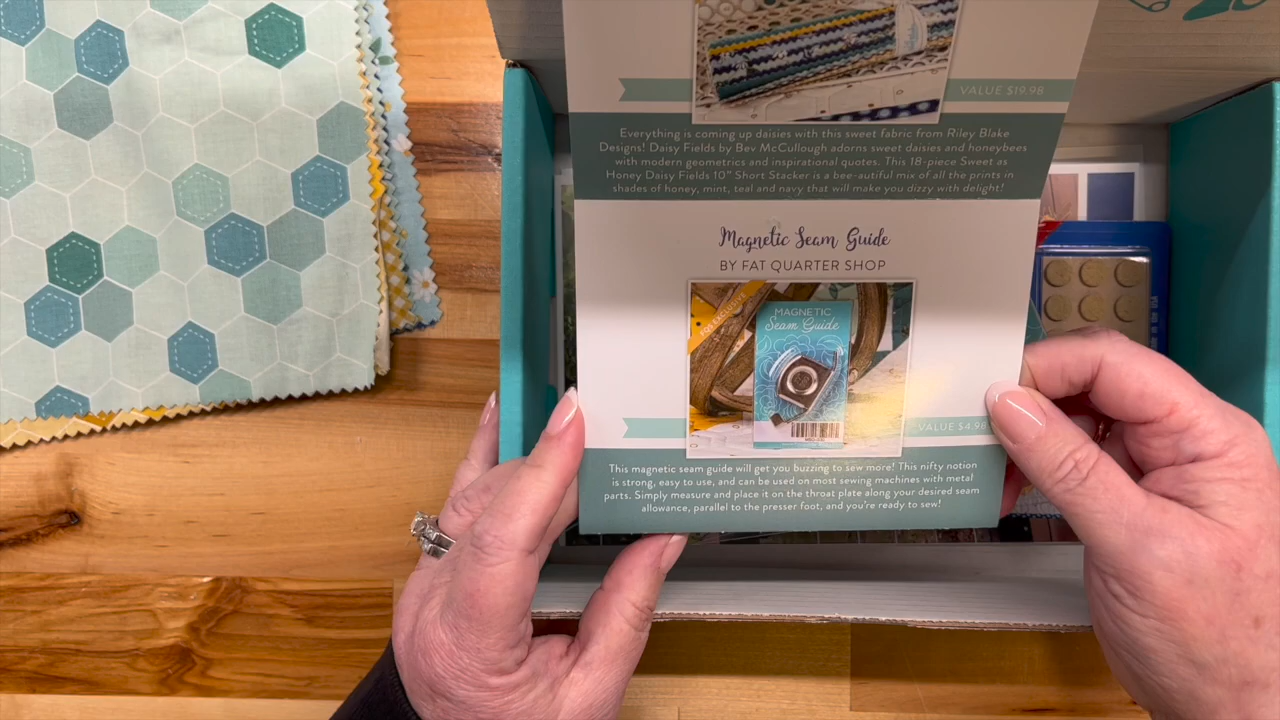 VALUE $19.98
Everything is coming up daisies with this sweet fabric from Riley Blake
Designs! Daisy Fields by Bev McCullough adorns sweet daisies and honeybees
with modern geometrics and inspirational quotes. This 18-piece Sweet as
Honey Daisy Fields 10" Short Stacker is a bee-autiful mix of all the prints in
shades of honey, mint, teal and navy that will make you dizzy with delight!
Magnetic Seam Guide
BY FAT QUARTER SHOP
FQS EXCLUSIVE
MAGNETIC
Seam Guide
VALUE $4.98
This magnetic seam guide will get you buzzing to sew more! This nifty notion
is strong, easy to use, and can be used on most sewing machines with metal
parts. Simply measure and place it on the throat plate along your desired seam
allowance, parallel to the presser foot, and you're ready to sew!